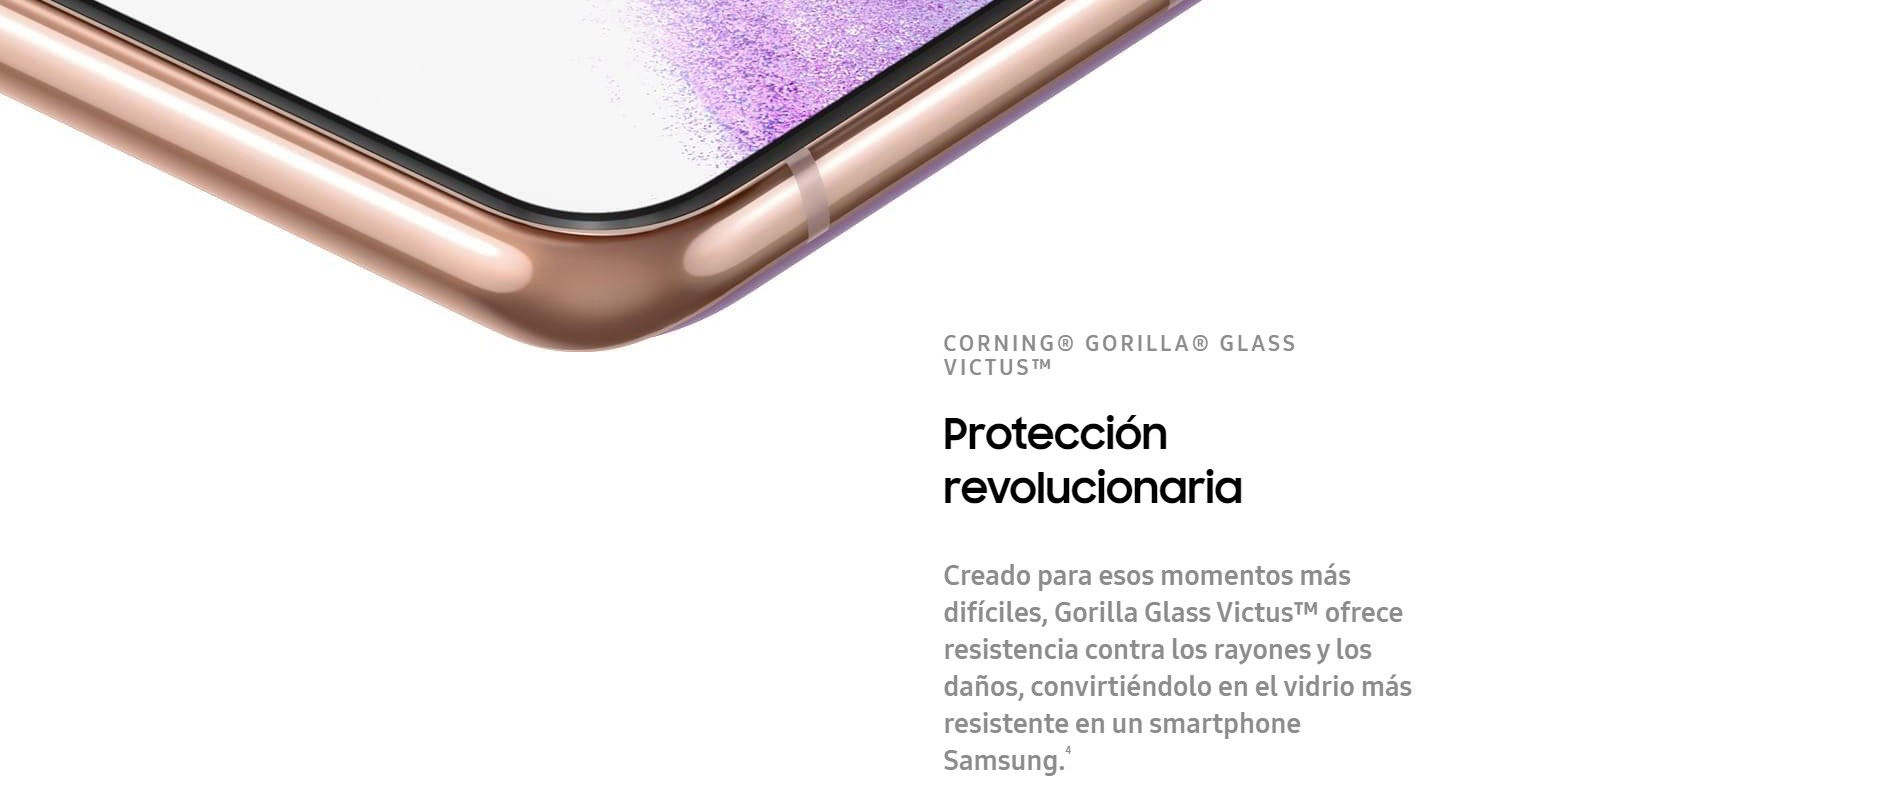 CORNING® GORILLA® GLASS
VICTUS™
Protección
revolucionaria
Creado para esos momentos más
difíciles, Gorilla Glass Victus™ ofrece
resistencia contra los rayones y los
daños, convirtiéndolo en el vidrio más
resistente en un smartphone
Samsung.⁴